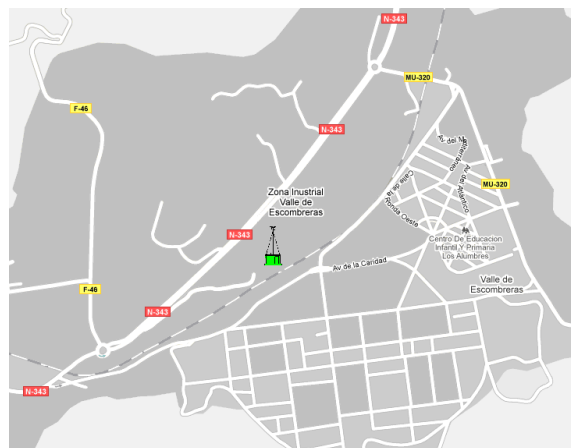 N-343
F-46
MU-320
N-343
Av. del Mediterráneo
Av. del Atlántico
Calle de la
Ronda Oeste
MU-320
Zona Inustrial
Valle de
Escombreras
N-343
Centro De Educacion
Infantil Y Primana
Los Alumbres
Av de la Caridad
Valle de
Escombreras
F-46
N-343
N-343